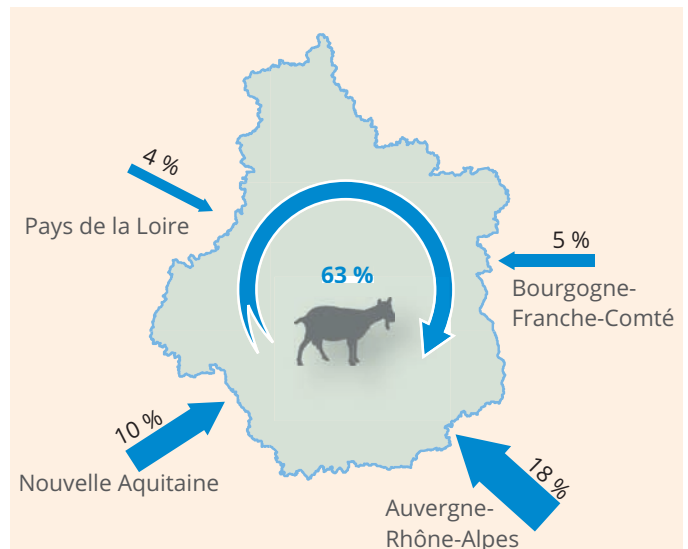 4 %
Pays de la Loire
63 %
5 %
Bourgogne-
Franche-Comté
10 %
Nouvelle Aquitaine
18 %
Auvergne-
Rhône-Alpes